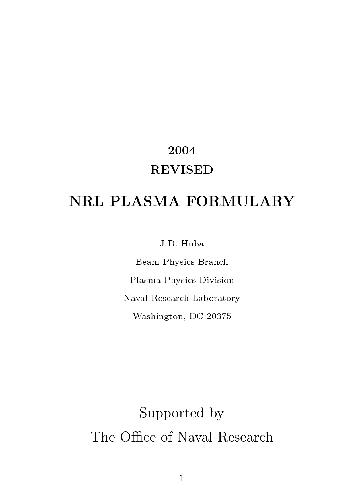 2004
REVISED
NRL PLASMA FORMULARY
J.D. Huba
Beam Physics Branch
Plasma Physics Division
Naval Research Laboratory
Washington, DC 20375
Supported by
The Office of Naval Research
1